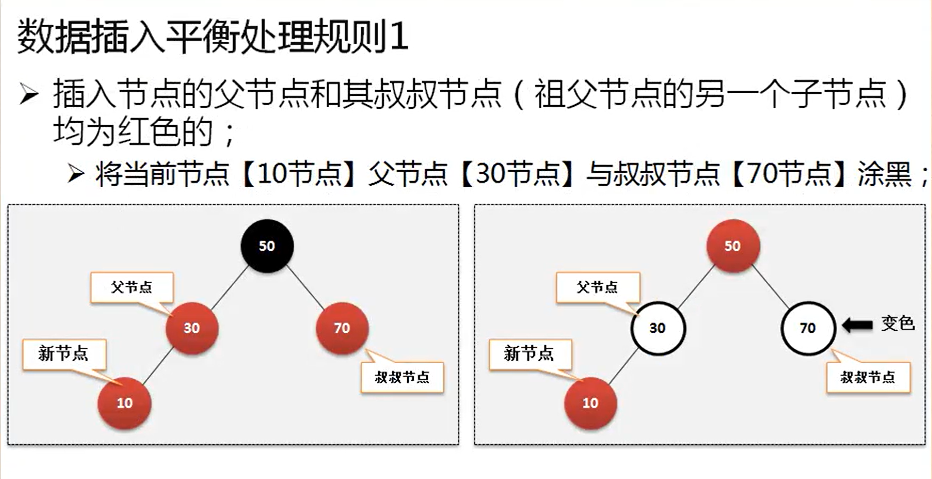 数据插入平衡处理规则1
插入节点的父节点和其叔叔节点（祖父节点的另一个子节点）
均为红色的；
将当前节点【10节点】父节点【30节点】与叔叔节点【70节点】涂黑；
50
父节点
30
70
新节点
叔叔节点
10
50
父节点
30
70
变色
新节点
叔叔节点
10